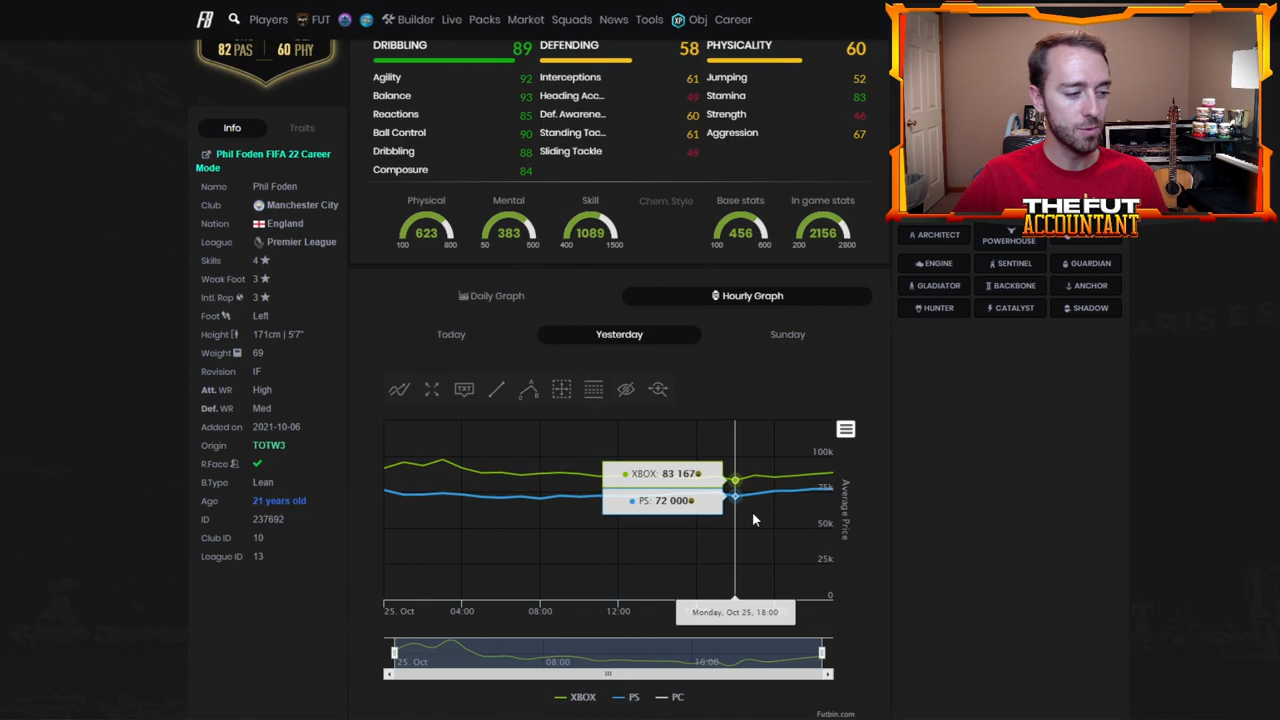 FB Players FUT Builder Live Packs Market Squads News Tools XP Obj Career
82 PAS 60 PHY
DRIBBLING 89 DEFENDING 58 PHYSICALITY 60
Agility 92 Interceptions 61 Jumping 52
Balance 93 Heading Acc... 49 Stamina 83
Reactions 85 Def. Awarene... 60 Strength 46
Ball Control 90 Standing Tac... 61 Aggression 67
Dribbling 88 Sliding Tackle 49
Composure 84
Info Traits
Phil Foden FIFA 22 Career
Mode
Name Phil Foden
Club Manchester City
Nation England
League Premier League
Skills 4★
Weak Foot 3★
Intl. Rep 3★
Foot Left
Height 171cm | 5'7"
Weight 69
Revision IF
Att. WR High
Def. WR Med
Added on 2021-10-06
Origin TOTW3
R.Face
B.Type Lean
Age 21 years old
ID 237692
Club ID 10
League ID 13
Physical Mental Skill Chem. Style Base stats In game stats
623 383 1089 456 2156
100 800 50 500 400 1500 100 600 200 2800
THE FUT
ACCOUNTANT
ARCHITECT POWERHOUSE
ENGINE SENTINEL GUARDIAN
GLADIATOR BACKBONE ANCHOR
HUNTER CATALYST SHADOW
Daily Graph Hourly Graph
Today Yesterday Sunday
TXT
100k
75k
50k
25k
0
Average Price
XBOX: 83 167
PS: 72 000
25. Oct 04:00 08:00 12:00
Monday, Oct 25, 18:00
25. Oct 08:00 16:00
XBOX PS PC
Futbin.com